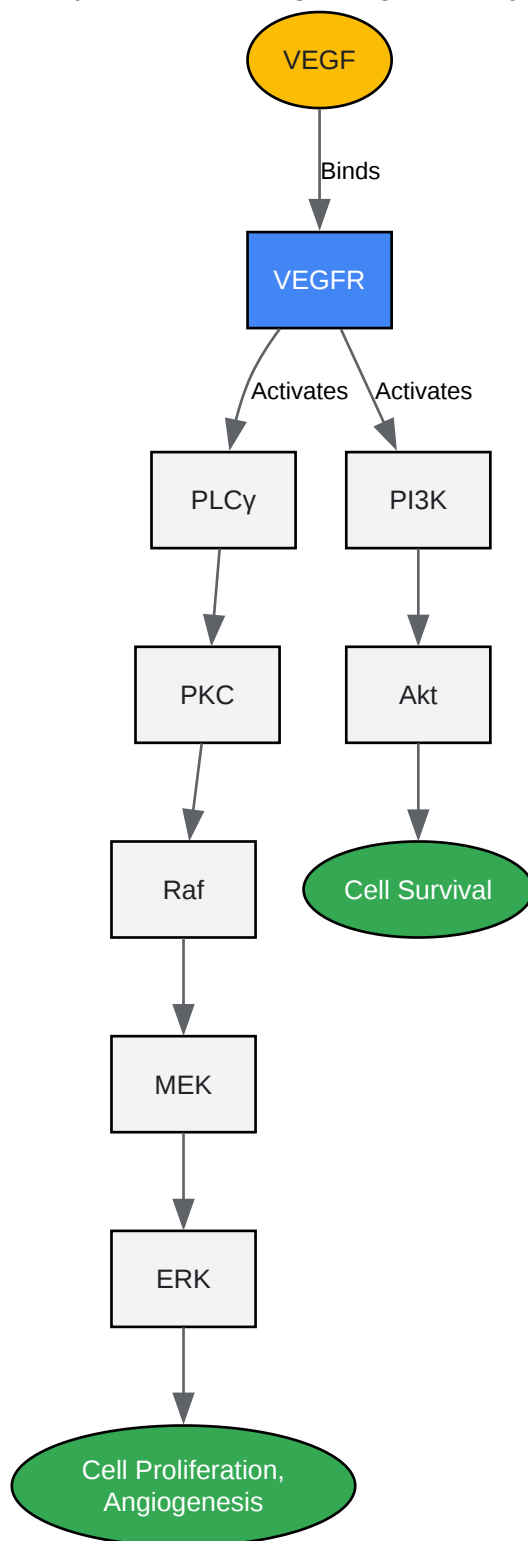 VEGF
Binds
VEGFR
Activates Activates
PLCγ PI3K
PKC Akt
Raf Cell Survival
MEK
ERK
Cell Proliferation,
Angiogenesis